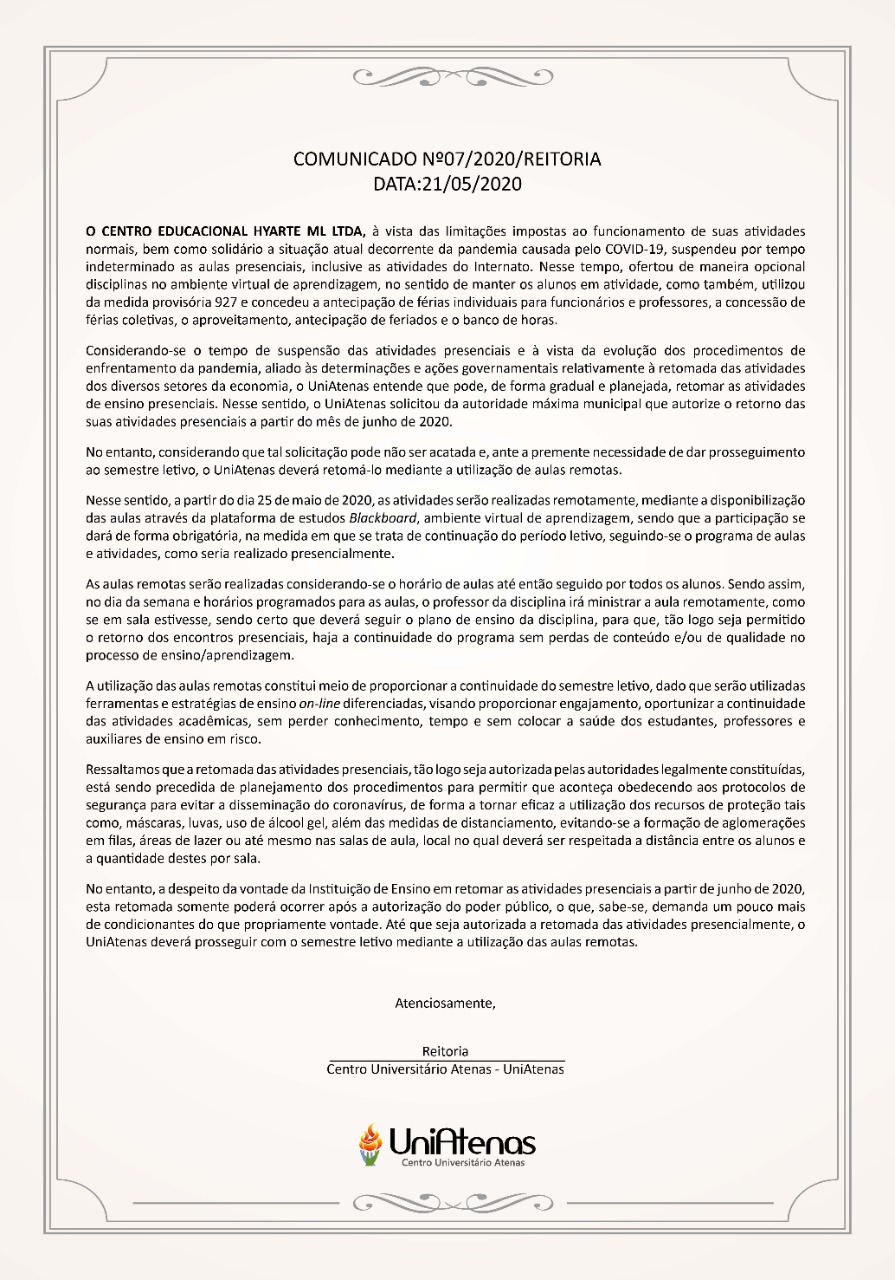 COMUNICADO Nº07/2020/REITORIA
DATA:21/05/2020
O CENTRO EDUCACIONAL HYARTE ML LTDA, à vista das limitações impostas ao funcionamento de suas atividades
normais, bem como solidário a situação atual decorrente da pandemia causada pelo COVID-19, suspendeu por tempo
indeterminado as aulas presenciais, inclusive as atividades do Internato. Nesse tempo, ofertou de maneira opcional
disciplinas no ambiente virtual de aprendizagem, no sentido de manter os alunos em atividade, como também, utilizou
da medida provisória 927 e concedeu a antecipação de férias individuais para funcionários e professores, a concessão de
férias coletivas, o aproveitamento, antecipação de feriados e o banco de horas.
Considerando-se o tempo de suspensão das atividades presenciais e à vista da evolução dos procedimentos de
enfrentamento da pandemia, aliado às determinações e ações governamentais relativamente à retomada das atividades
dos diversos setores da economia, o UniAtenas entende que pode, de forma gradual e planejada, retomar as atividades
de ensino presenciais. Nesse sentido, o UniAtenas solicitou da autoridade máxima municipal que autorize o retorno das
suas atividades presenciais a partir do mês de junho de 2020.
No entanto, considerando que tal solicitação pode não ser acatada e, ante a premente necessidade de dar prosseguimento
ao semestre letivo, o UniAtenas deverá retomá-lo mediante a utilização de aulas remotas.
Nesse sentido, a partir do dia 25 de maio de 2020, as atividades serão realizadas remotamente, mediante a disponibilização
das aulas através da plataforma de estudos Blackboard, ambiente virtual de aprendizagem, sendo que a participação se
dará de forma obrigatória, na medida em que se trata de continuação do período letivo, seguindo-se o programa de aulas
e atividades, como seria realizado presencialmente.
As aulas remotas serão realizadas considerando-se o horário de aulas até então seguido por todos os alunos. Sendo assim,
no dia da semana e horários programados para as aulas, o professor da disciplina irá ministrar a aula remotamente, como
se em sala estivesse, sendo certo que deverá seguir o plano de ensino da disciplina, para que, tão logo seja permitido
o retorno dos encontros presenciais, haja a continuidade do programa sem perdas de conteúdo e/ou de qualidade no
processo de ensino/aprendizagem.
A utilização das aulas remotas constitui meio de proporcionar a continuidade do semestre letivo, dado que serão utilizadas
ferramentas e estratégias de ensino on-line diferenciadas, visando proporcionar engajamento, oportunizar a continuidade
das atividades acadêmicas, sem perder conhecimento, tempo e sem colocar a saúde dos estudantes, professores e
auxiliares de ensino em risco.
Ressaltamos que a retomada das atividades presenciais, tão logo seja autorizada pelas autoridades legalmente constituídas,
está sendo precedida de planejamento dos procedimentos para permitir que aconteça obedecendo aos protocolos de
segurança para evitar a disseminação do coronavírus, de forma a tornar eficaz a utilização dos recursos de proteção tais
como, máscaras, luvas, uso de álcool gel, além das medidas de distanciamento, evitando-se a formação de aglomerações
em filas, áreas de lazer ou até mesmo nas salas de aula, local no qual deverá ser respeitada a distância entre os alunos e
a quantidade destes por sala.
No entanto, a despeito da vontade da Instituição de Ensino em retomar as atividades presenciais a partir de junho de 2020,
esta retomada somente poderá ocorrer após a autorização do poder público, o que, sabe-se, demanda um pouco mais
de condicionantes do que propriamente vontade. Até que seja autorizada a retomada das atividades presencialmente, o
UniAtenas deverá prosseguir com o semestre letivo mediante a utilização das aulas remotas.
Atenciosamente,
Reitoria
Centro Universitário Atenas - UniAtenas
UniAtenas
Centro Universitário Atenas